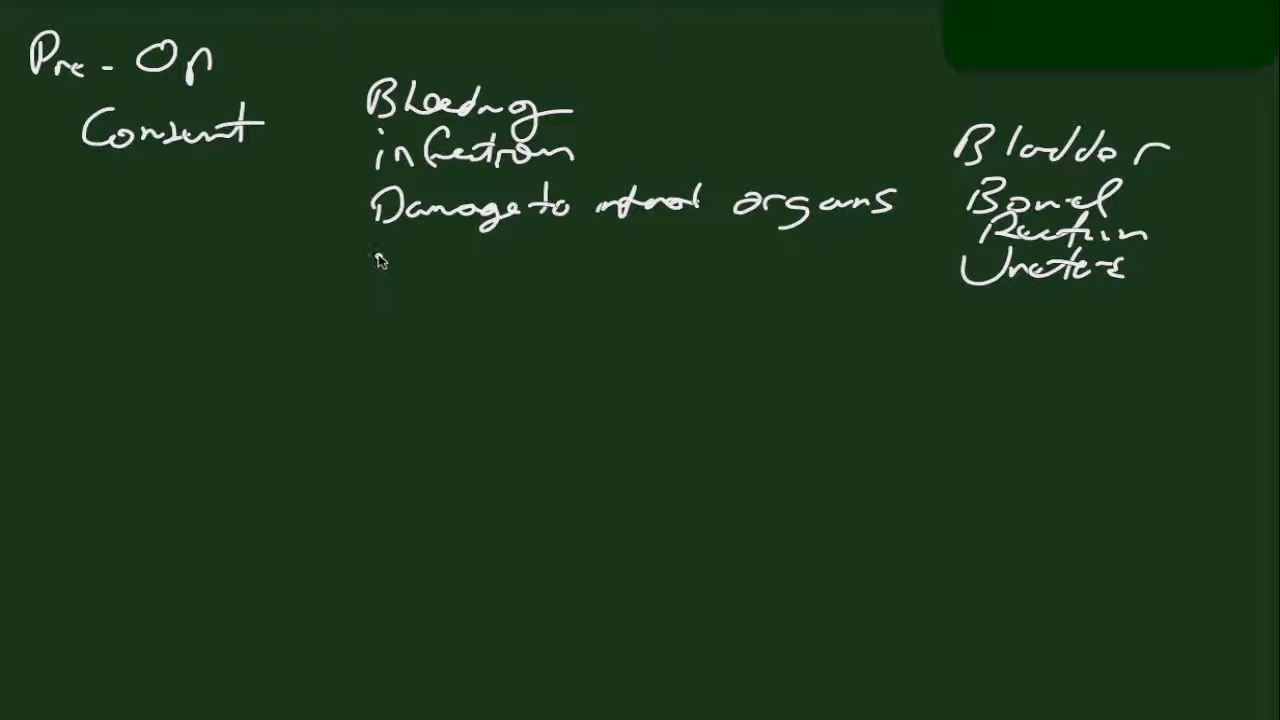 Pre-Op
Consent
Bleeding
infection
Damage to internal organs
Bladder
Bowel
Rectum
Ureters